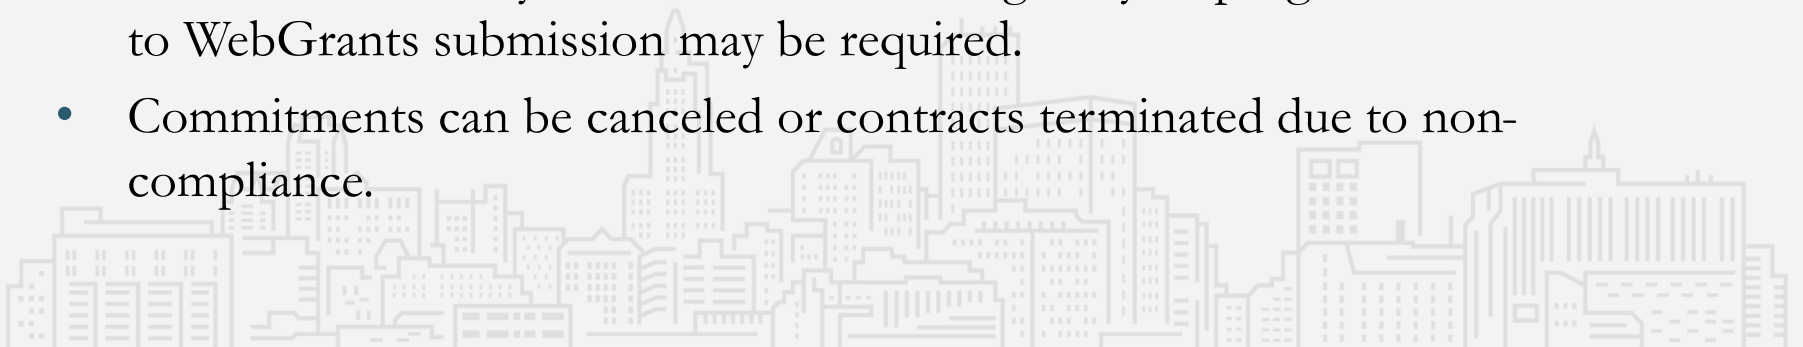 to WebGrants submission may be required.
• Commitments can be canceled or contracts terminated due to non-
compliance.